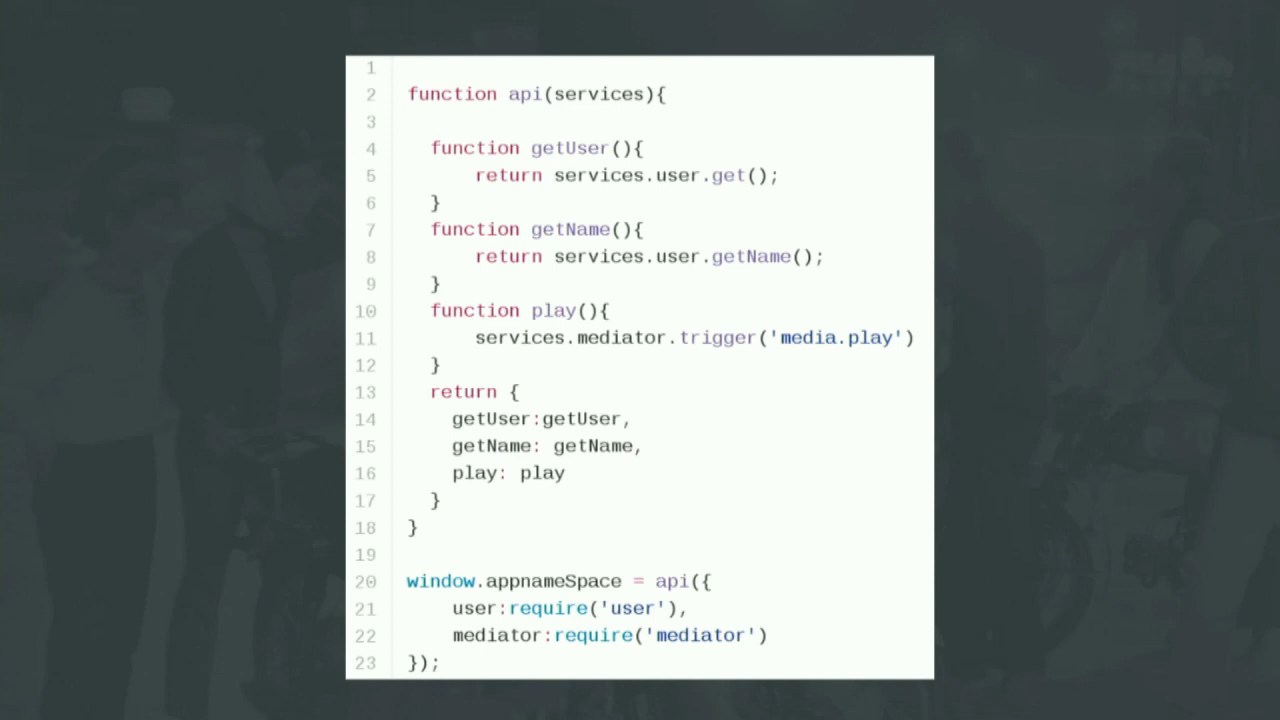 1
2 function api(services){
3
4 function getUser(){
5 return services.user.get();
6 }
7 function getName(){
8 return services.user.getName();
9 }
10 function play(){
11 services.mediator.trigger('media.play')
12 }
13 return {
14 getUser:getUser,
15 getName: getName,
16 play: play
17 }
18 }
19
20 window.appnameSpace = api({
21 user:require('user'),
22 mediator:require('mediator')
23 });